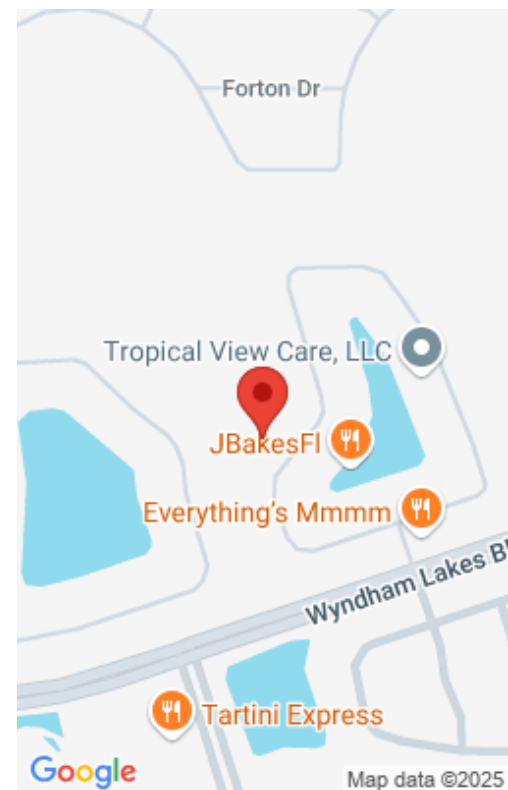 Forton Dr
Tropical View Care, LLC
JBakesFl
Everything's Mmmm
Wyndham Lakes Bl
Tartini Express
Google
Map data ©2025